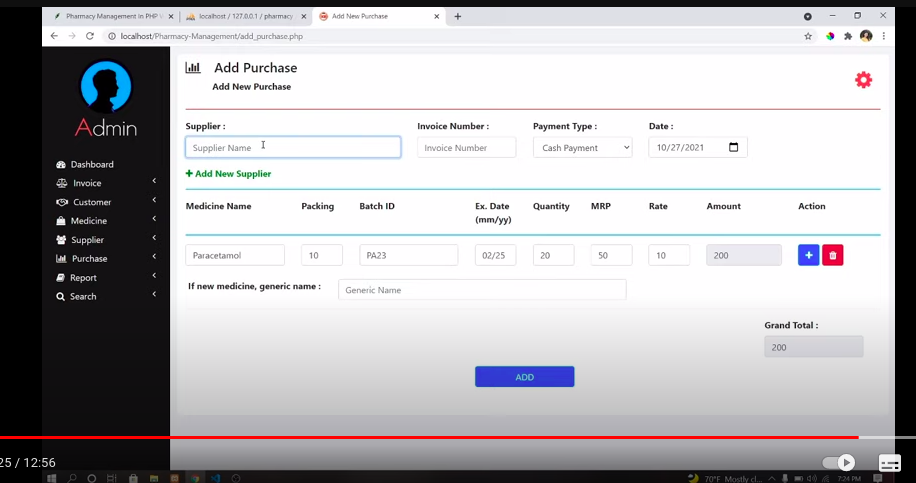 Pharmacy Management in PHP
localhost / 127.0.0.1 / pharmacy
Add New Purchase
localhost/Pharmacy-Management/add_purchase.php
Admin
Dashboard
Invoice
Customer
Medicine
Supplier
Purchase
Report
Search
Add Purchase
Add New Purchase
Supplier :
Invoice Number :
Payment Type :
Date :
Supplier Name
Invoice Number
Cash Payment
10/27/2021
Add New Supplier
Medicine Name
Packing
Batch ID
Ex. Date
(mm/yy)
Quantity
MRP
Rate
Amount
Action
Paracetamol
10
PA23
02/25
20
50
10
200
If new medicine, generic name :
Generic Name
Grand Total :
200
ADD
25 / 12:56
70°F Mostly cl...
7:24 PM